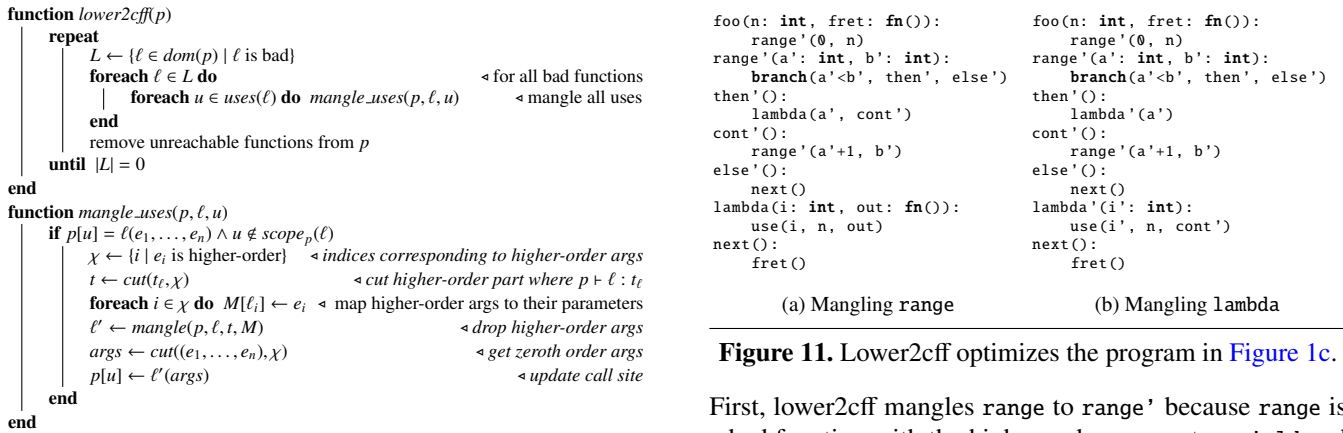 function lower2cff(p)
repeat
L ← {ℓ ∈ dom(p) | ℓ is bad}
foreach ℓ ∈ L do ◂ for all bad functions
foreach u ∈ uses(ℓ) do mangle_uses(p, ℓ, u) ◂ mangle all uses
end
remove unreachable functions from p
until |L| = 0
end
function mangle_uses(p, ℓ, u)
if p[u] = ℓ(e1, . . . , en) ∧ u ∉ scopep(ℓ)
χ ← {i | ei is higher-order} ◂ indices corresponding to higher-order args
t ← cut(tℓ, χ) ◂ cut higher-order part where p ⊢ ℓ : tℓ
foreach i ∈ χ do M[ℓi] ← ei ◂ map higher-order args to their parameters
ℓ′ ← mangle(p, ℓ, t, M) ◂ drop higher-order args
args ← cut((e1, . . . , en), χ) ◂ get zeroth order args
p[u] ← ℓ′(args) ◂ update call site
end
end
foo(n: int, fret: fn()):
range'(0, n)
range'(a': int, b': int):
branch(a'<b', then', else')
then'():
lambda(a', cont')
cont'():
range'(a'+1, b')
else'():
next()
lambda(i: int, out: fn()):
use(i, n, out)
next():
fret()
(a) Mangling range
foo(n: int, fret: fn()):
range'(0, n)
range'(a': int, b': int):
branch(a'<b', then', else')
then'():
lambda'(a')
cont'():
range'(a'+1, b')
else'():
next()
lambda'(i': int):
use(i', n, cont')
next():
fret()
(b) Mangling lambda
Figure 11. Lower2cff optimizes the program in Figure 1c.
First, lower2cff mangles range to range' because range is